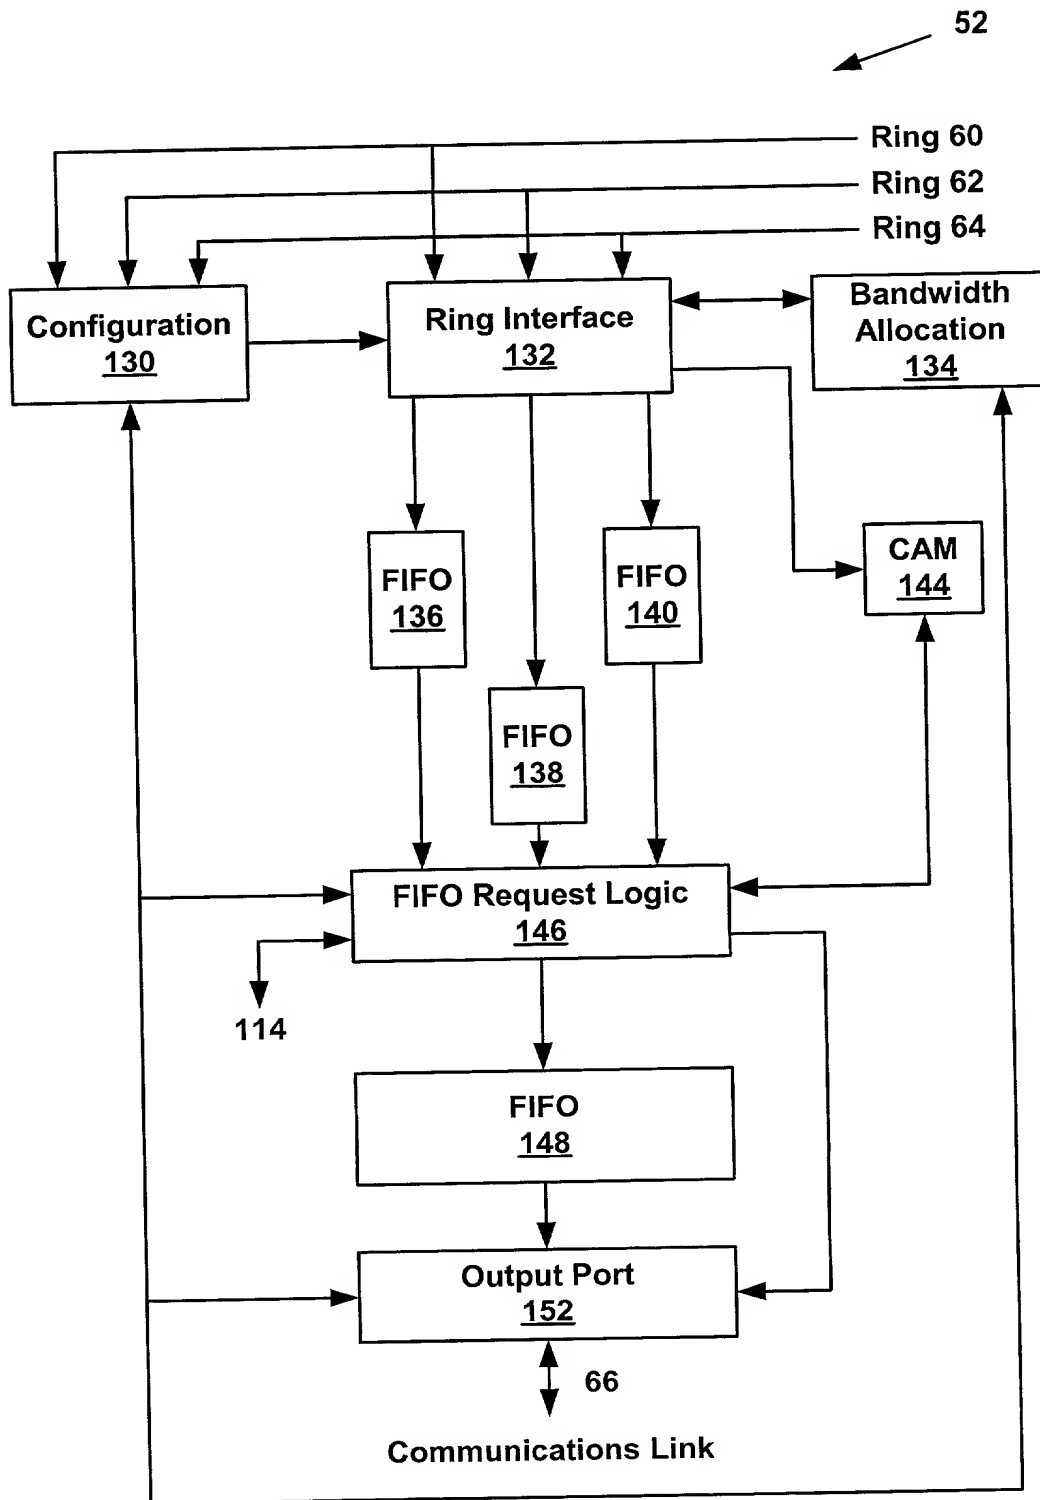 52
Ring 60
Ring 62
Ring 64
Configuration
130
Ring Interface
132
Bandwidth
Allocation
134
FIFO
136
FIFO
140
CAM
144
FIFO
138
FIFO Request Logic
146
114
FIFO
148
Output Port
152
66
Communications Link